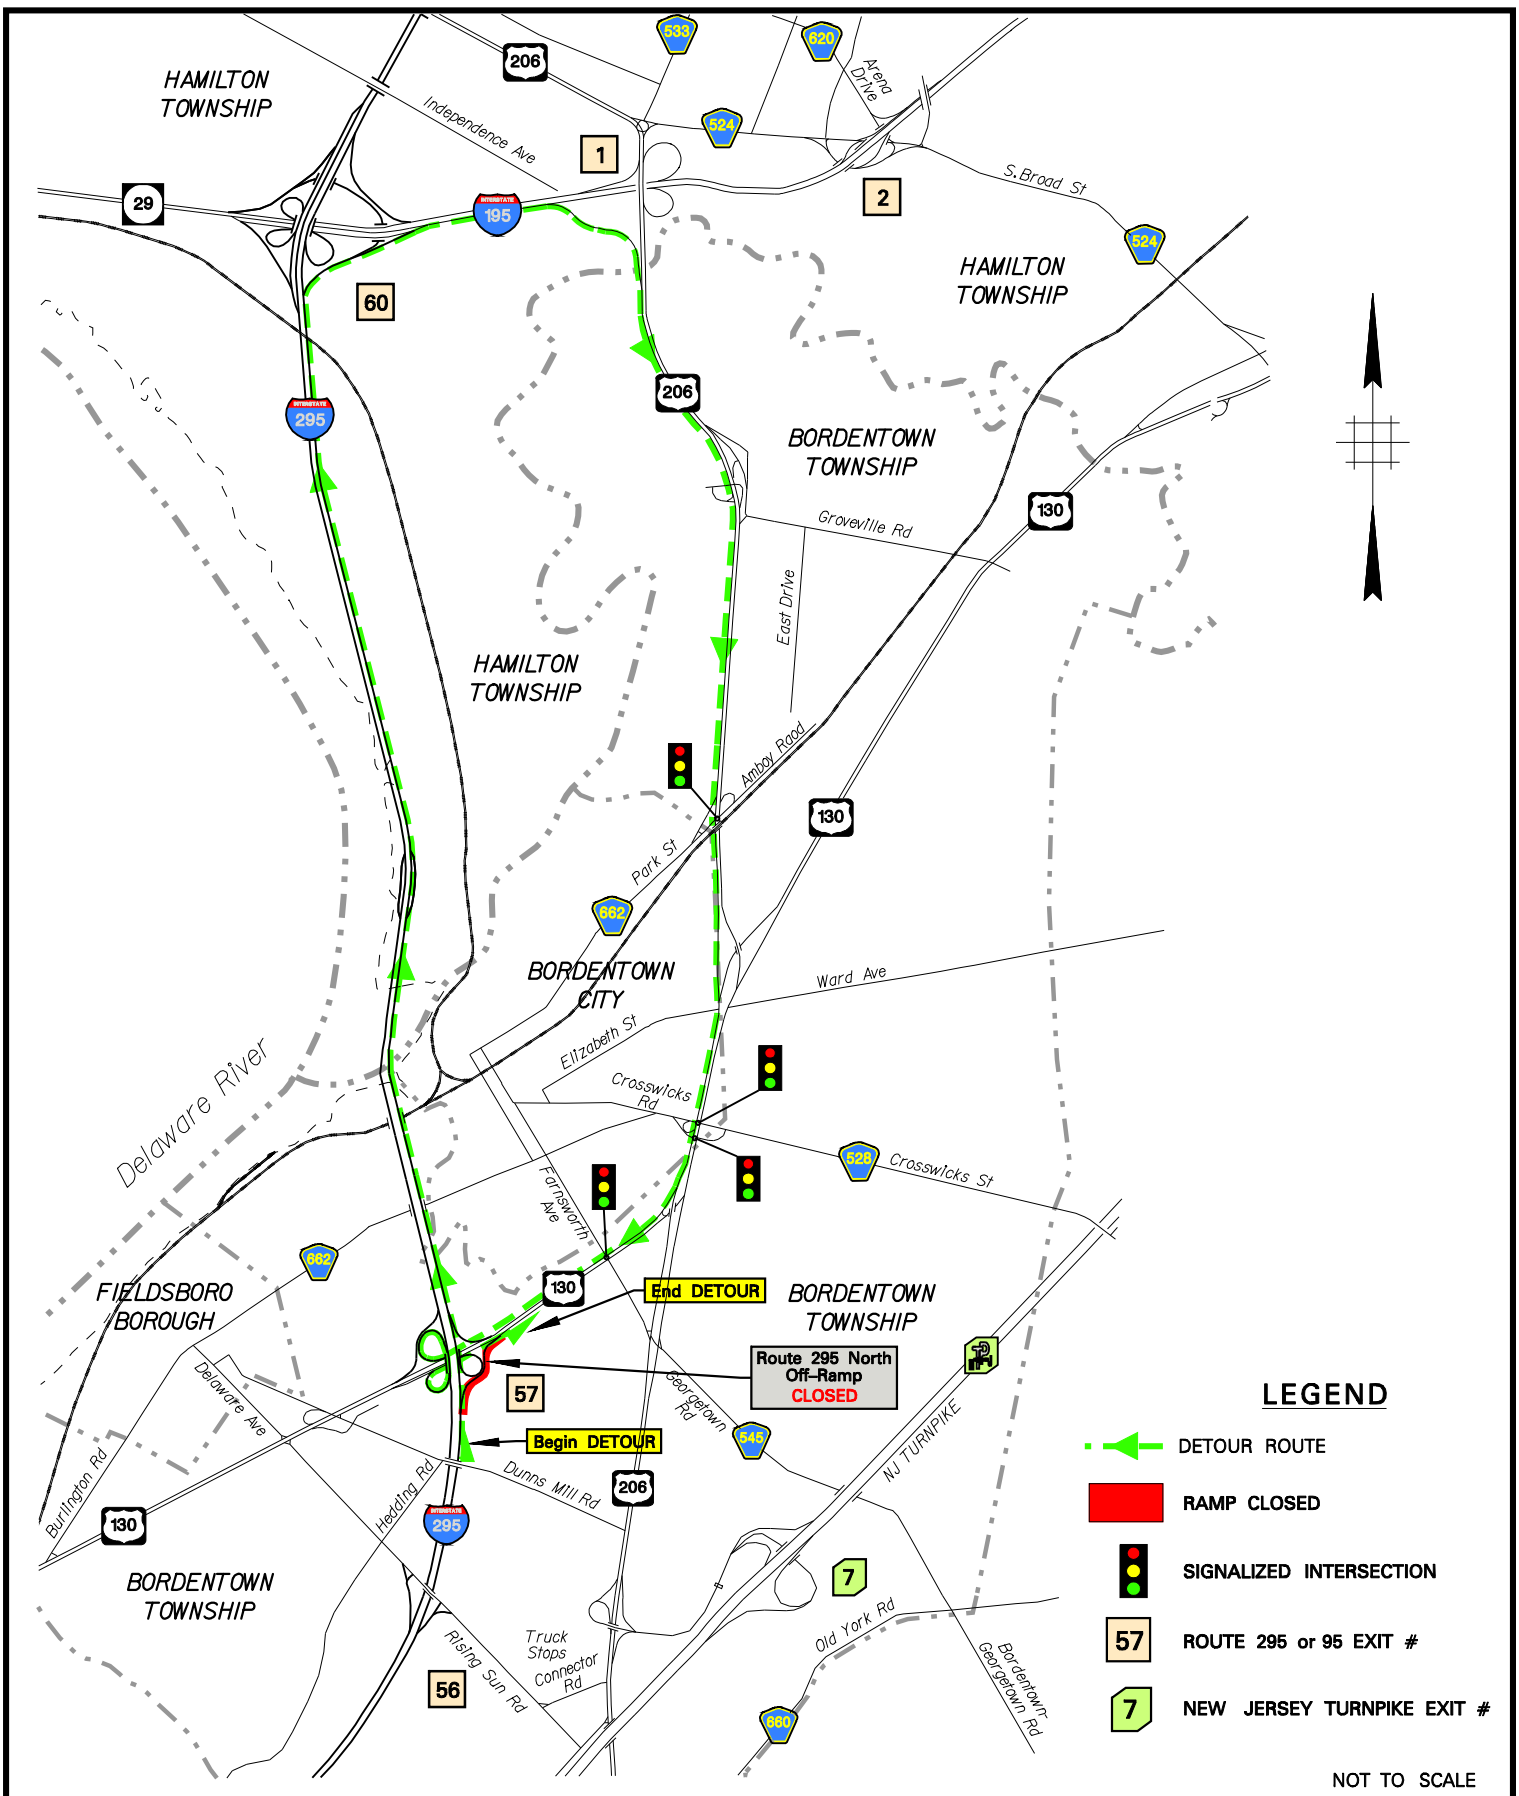 533
620
206
HAMILTON
TOWNSHIP
Arena
Drive
Independence Ave
524
1
29
INTERSTATE
195
2
S.Broad St
524
60
HAMILTON
TOWNSHIP
206
INTERSTATE
295
BORDENTOWN
TOWNSHIP
130
Groveville Rd
East Drive
HAMILTON
TOWNSHIP
Amboy Raod
130
Park St
662
BORDENTOWN
CITY
Ward Ave
Elizabeth St
Crosswicks
Rd
Delaware River
528
Crosswicks St
Farnsworth
Ave
662
FIELDSBORO
BOROUGH
130
End DETOUR
BORDENTOWN
TOWNSHIP
Route 295 North
Off-Ramp
CLOSED
57
Delaware Ave
Georgetown
Rd
NJ TURNPIKE
545
Begin DETOUR
Burlington Rd
Hedding Rd
Dunns Mill Rd
206
130
INTERSTATE
295
BORDENTOWN
TOWNSHIP
7
Old York Rd
Truck
Stops
Connector
Rd
Rising Sun Rd
56
660
Bordentown-
Georgetown Rd
LEGEND
DETOUR ROUTE
RAMP CLOSED
SIGNALIZED INTERSECTION
57
ROUTE 295 or 95 EXIT #
7
NEW JERSEY TURNPIKE EXIT #
NOT TO SCALE